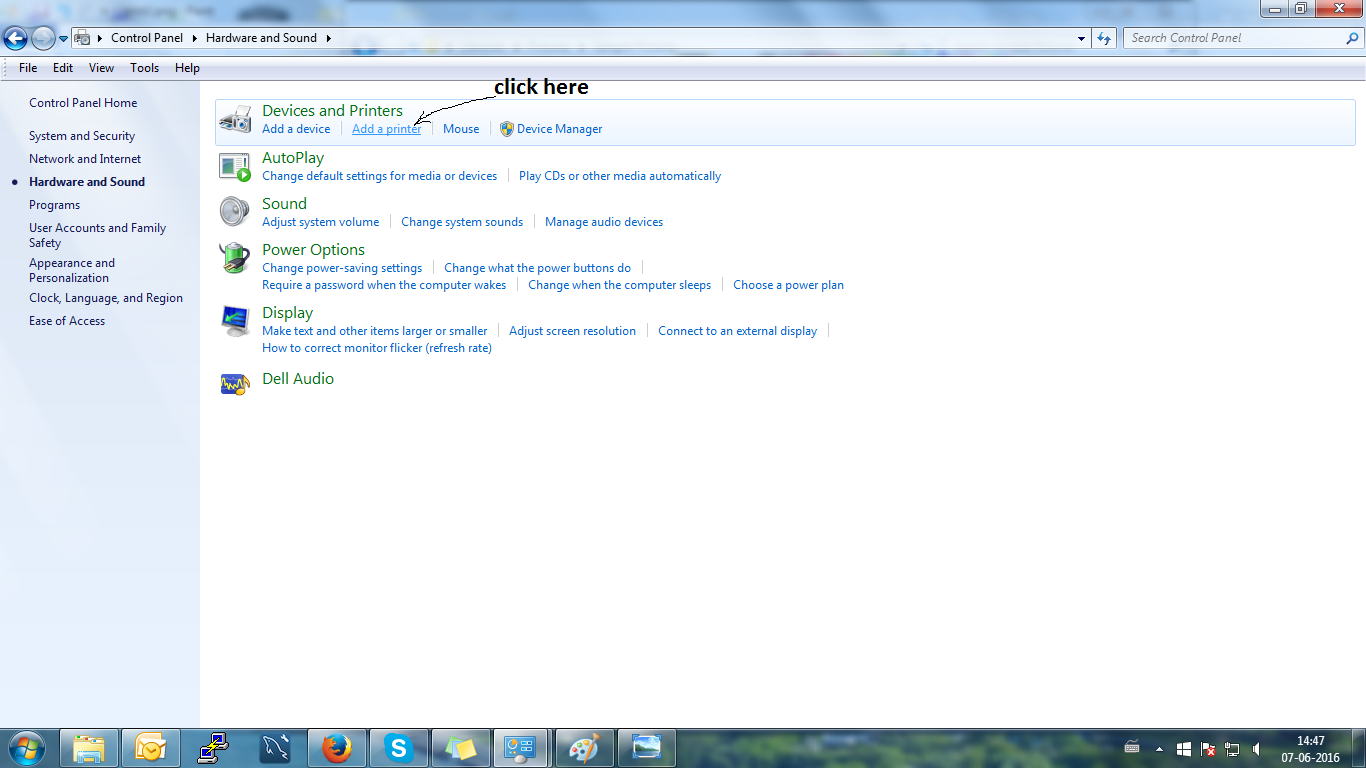 Control Panel Hardware and Sound
Search Control Panel
File Edit View Tools Help
click here
Control Panel Home
System and Security
Network and Internet
Hardware and Sound
Programs
User Accounts and Family
Safety
Appearance and
Personalization
Clock, Language, and Region
Ease of Access
Devices and Printers
Add a device Add a printer Mouse Device Manager
AutoPlay
Change default settings for media or devices Play CDs or other media automatically
Sound
Adjust system volume Change system sounds Manage audio devices
Power Options
Change power-saving settings Change what the power buttons do
Require a password when the computer wakes Change when the computer sleeps Choose a power plan
Display
Make text and other items larger or smaller Adjust screen resolution Connect to an external display
How to correct monitor flicker (refresh rate)
Dell Audio
14:47
07-06-2016